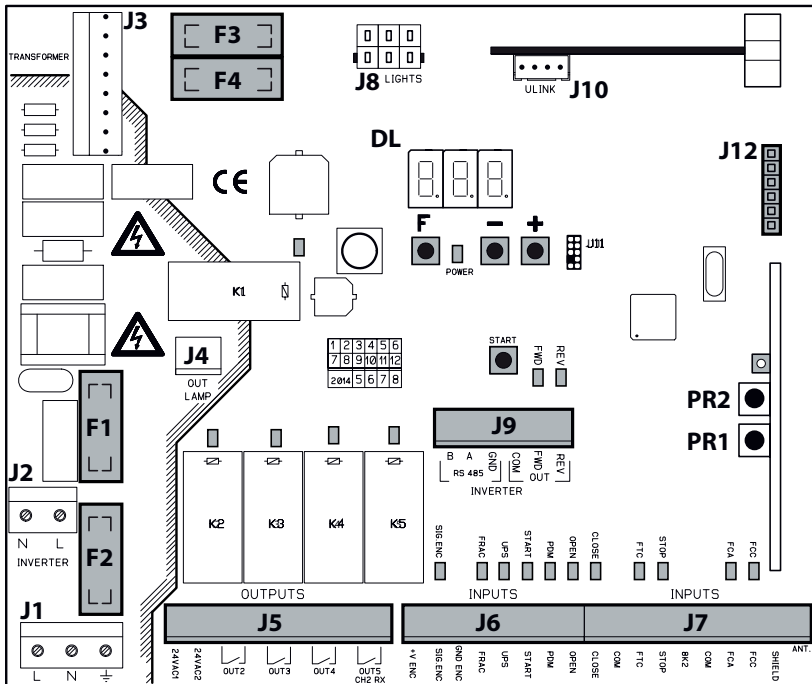 J3
F3
F4
TRANSFORMER
J8 LIGHTS
ULINK J10
DL
J12
CE
F - +
POWER
JD1
K1
J4
OUT
LAMP
1 2 3 4 5 6
7 8 9 10 11 12
2014 5 6 7 8
START
FWD
REV
PR2
PR1
F1
J9
B A GND COM FWD REV
RS 485 OUT
INVERTER
J2
N L
INVERTER
F2
K2 K3 K4 K5
SIG.ENC FRAC UPS START PDM OPEN CLOSE FTC STOP FCA FCC
OUTPUTS INPUTS INPUTS
J1
J5 J6 J7
L N
24VAC1 24VAC2 OUT2 OUT3 OUT4 OUT5
CH2 RX
+V ENC SIG.ENC GND ENC FRAC UPS START PDM OPEN CLOSE COM FTC STOP BK2 COM FCA FCC SHIELD ANT.